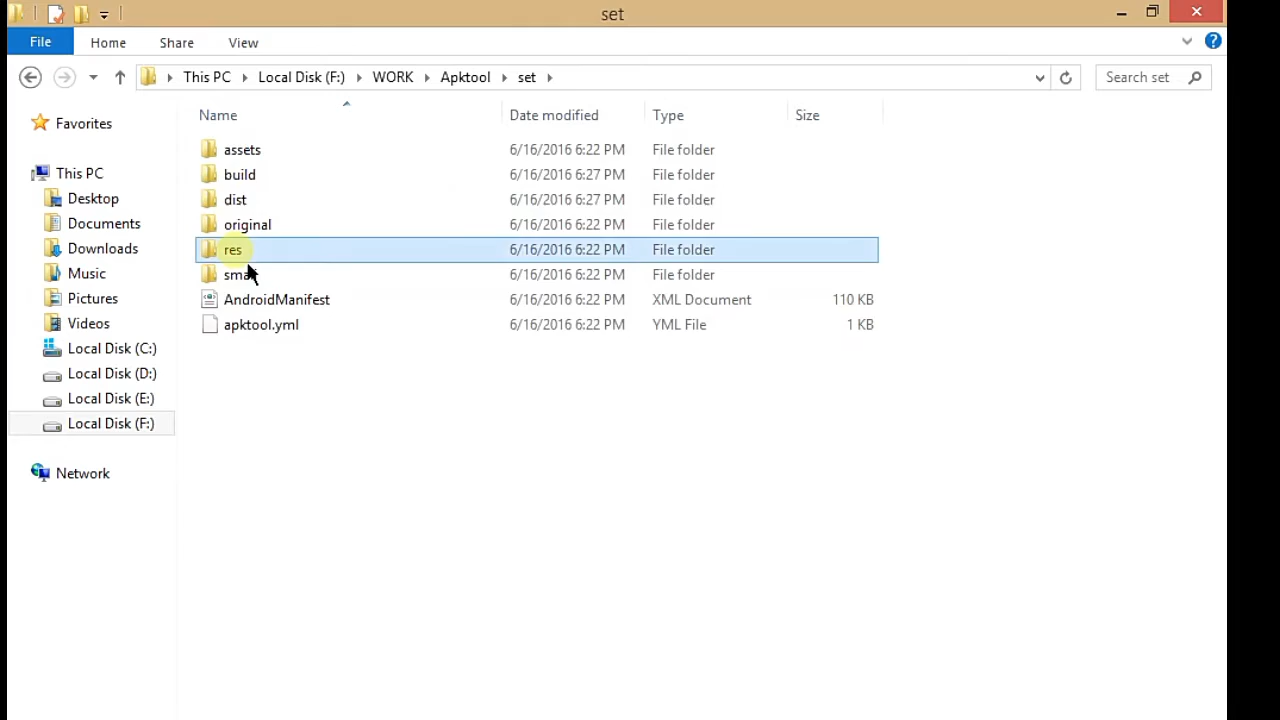 set
File Home Share View
This PC Local Disk (F:) WORK Apktool set Search set
Name Date modified Type Size
Favorites
This PC
Desktop
Documents
Downloads
Music
Pictures
Videos
Local Disk (C:)
Local Disk (D:)
Local Disk (E:)
Local Disk (F:)
Network
assets 6/16/2016 6:22 PM File folder
build 6/16/2016 6:27 PM File folder
dist 6/16/2016 6:27 PM File folder
original 6/16/2016 6:22 PM File folder
res 6/16/2016 6:22 PM File folder
6/16/2016 6:22 PM File folder
AndroidManifest 6/16/2016 6:22 PM XML Document 110 KB
apktool.yml 6/16/2016 6:22 PM YML File 1 KB